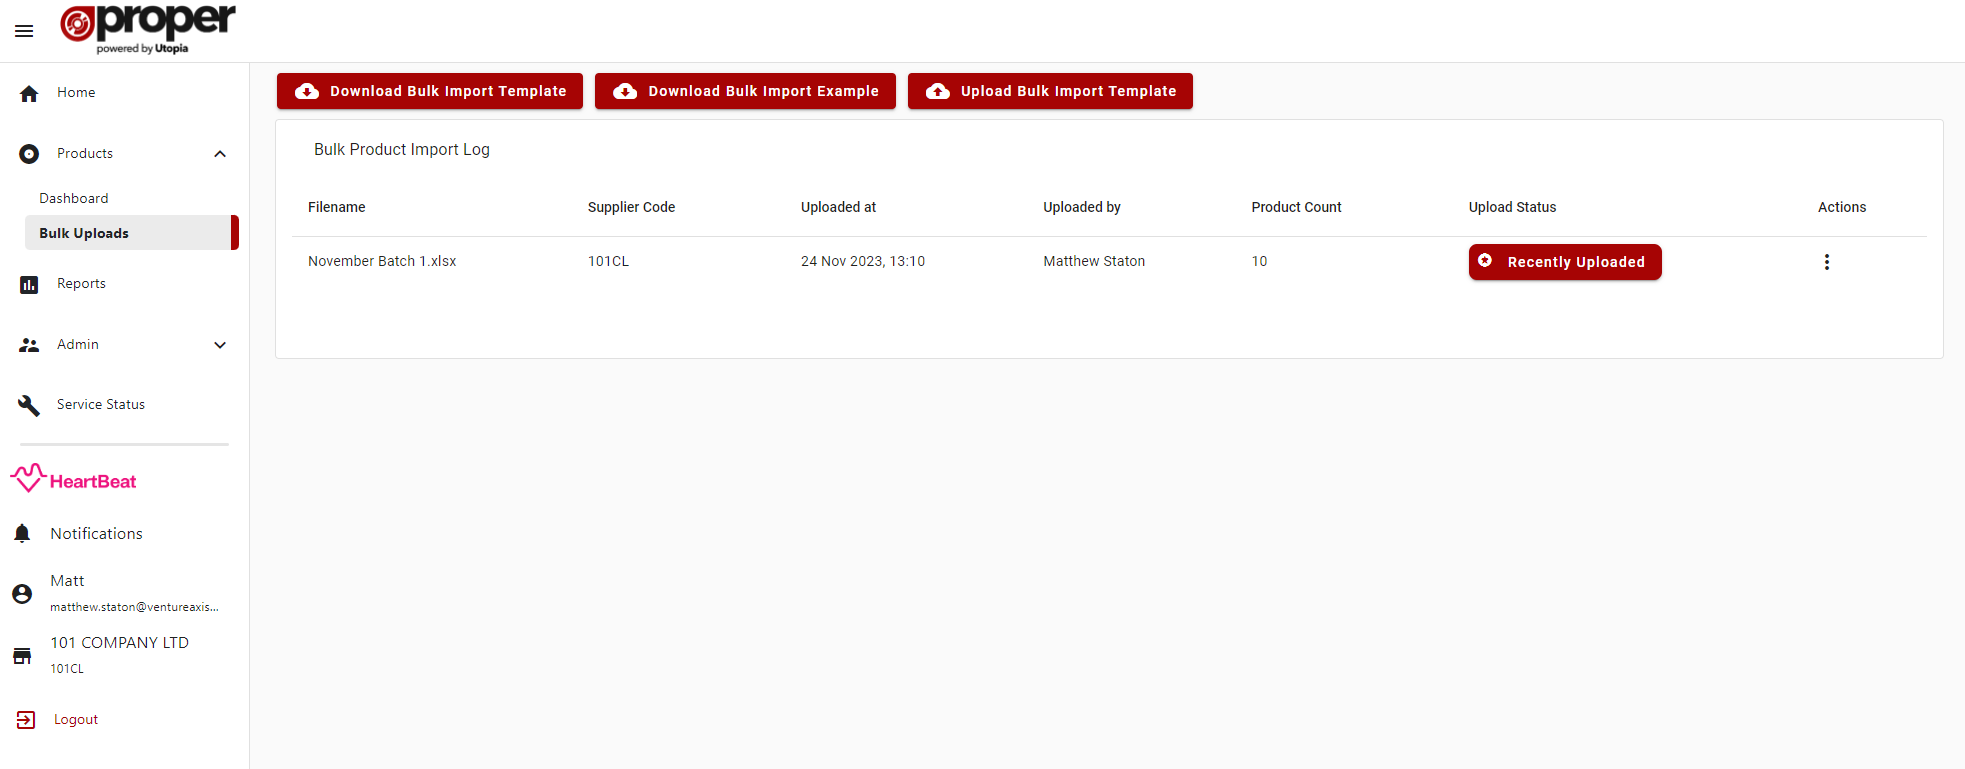 proper
powered by Utopia
Home
Products
Dashboard
Bulk Uploads
Reports
Admin
Service Status
HeartBeat
Notifications
Matt
matthew.staton@ventureaxis...
101 COMPANY LTD
101CL
Logout
Download Bulk Import Template
Download Bulk Import Example
Upload Bulk Import Template
Bulk Product Import Log
Filename Supplier Code Uploaded at Uploaded by Product Count Upload Status Actions
November Batch 1.xlsx 101CL 24 Nov 2023, 13:10 Matthew Staton 10 Recently Uploaded